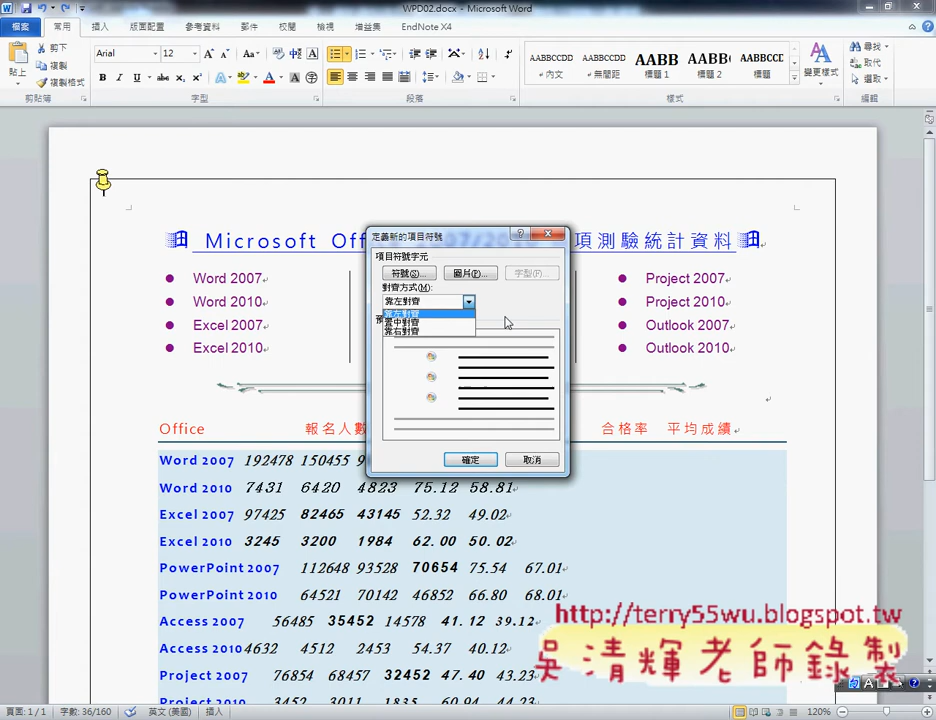 WPD02.docx - Microsoft Word
檔案 常用 插入 版面配置 參考資料 郵件 校閱 檢視 增益集 EndNote X4
貼上 剪下 複製 複製格式
Arial 12
AABBCCDD AABBCCDD AABB AABB( AABBCCE
內文 無間距 標題 1 標題 2 標題
變更樣式
尋找 取代 選取
剪貼簿 字型 段落 樣式 編輯
Microsoft Of 項測驗統計資料
Word 2007
Word 2010
Excel 2007
Excel 2010
Project 2007
Project 2010
Outlook 2007
Outlook 2010
定義新的項目符號
項目符號字元
符號(S)... 圖片(P)... 字型(F)...
對齊方式(M):
靠左對齊
靠左對齊
置中對齊
靠右對齊
確定 取消
Office 報名人數 合格率 平均成績
Word 2007 192478 150455
Word 2010 7431 6420 4823 75.12 58.81
Excel 2007 97425 82465 43145 52.32 49.02
Excel 2010 3245 3200 1984 62.00 50.02
PowerPoint 2007 112648 93528 70654 75.54 67.01
PowerPoint 2010 64521 70142 46852 66.80 68.01
Access 2007 56485 35452 14578 41.12 39.12
Access 2010 4632 4512 2453 54.37 40.12
Project 2007 76854 68457 32452 47.40 43.23
Project 2010 3452 3011 1835 60.94 44.23
http://terry55wu.blogspot.tw
吳清輝老師錄製
頁面: 1/1 字數: 36/160 英文 (美國) 插入 120%